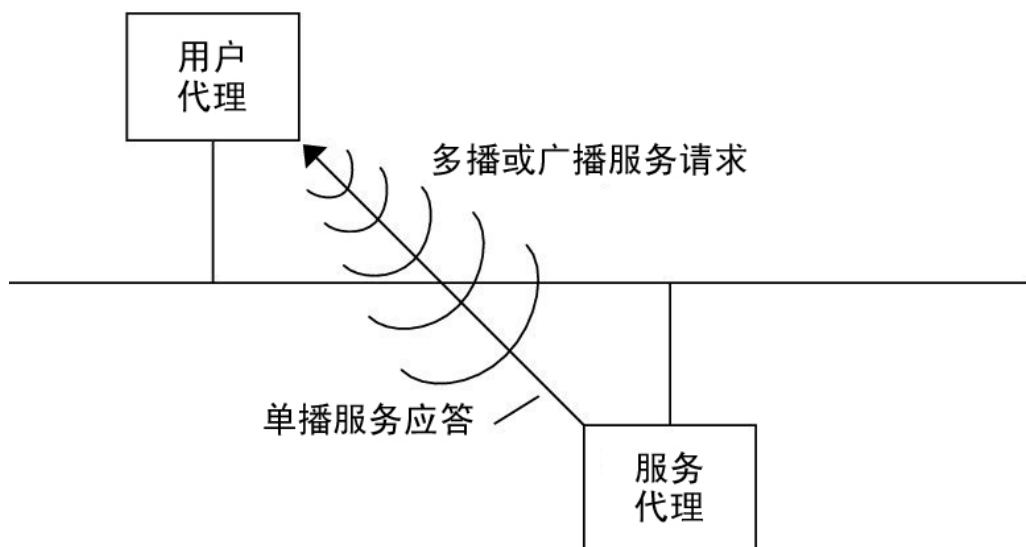 用户
代理
多播或广播服务请求
单播服务应答
服务
代理